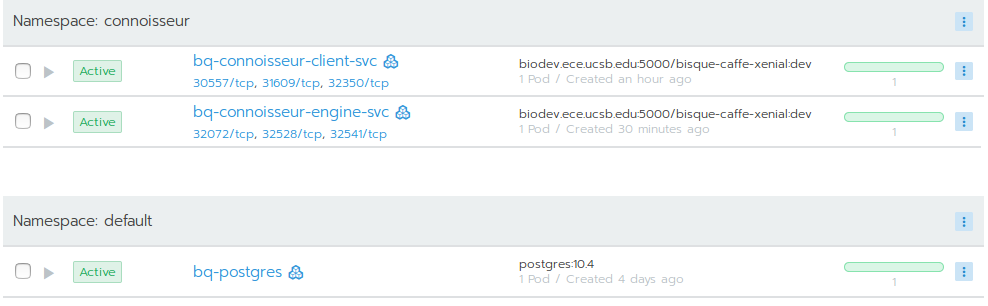 Namespace: connoisseur
Active
bq-connoisseur-client-svc
30557/tcp, 31609/tcp, 32350/tcp
biodev.ece.ucsb.edu:5000/bisque-caffe-xenial:dev
1 Pod / Created an hour ago
1
Active
bq-connoisseur-engine-svc
32072/tcp, 32528/tcp, 32541/tcp
biodev.ece.ucsb.edu:5000/bisque-caffe-xenial:dev
1 Pod / Created 30 minutes ago
1
Namespace: default
Active
bq-postgres
postgres:10.4
1 Pod / Created 4 days ago
1